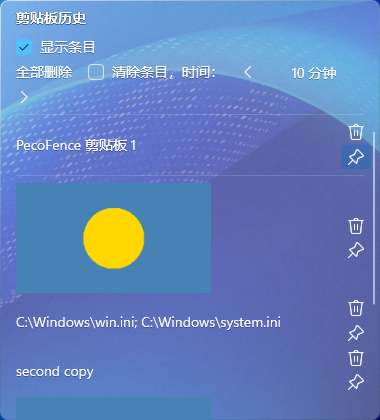 剪贴板历史
显示条目
全部删除 清除条目，时间： 10 分钟
PecoFence 剪贴板 1
C:\Windows\win.ini; C:\Windows\system.ini
second copy